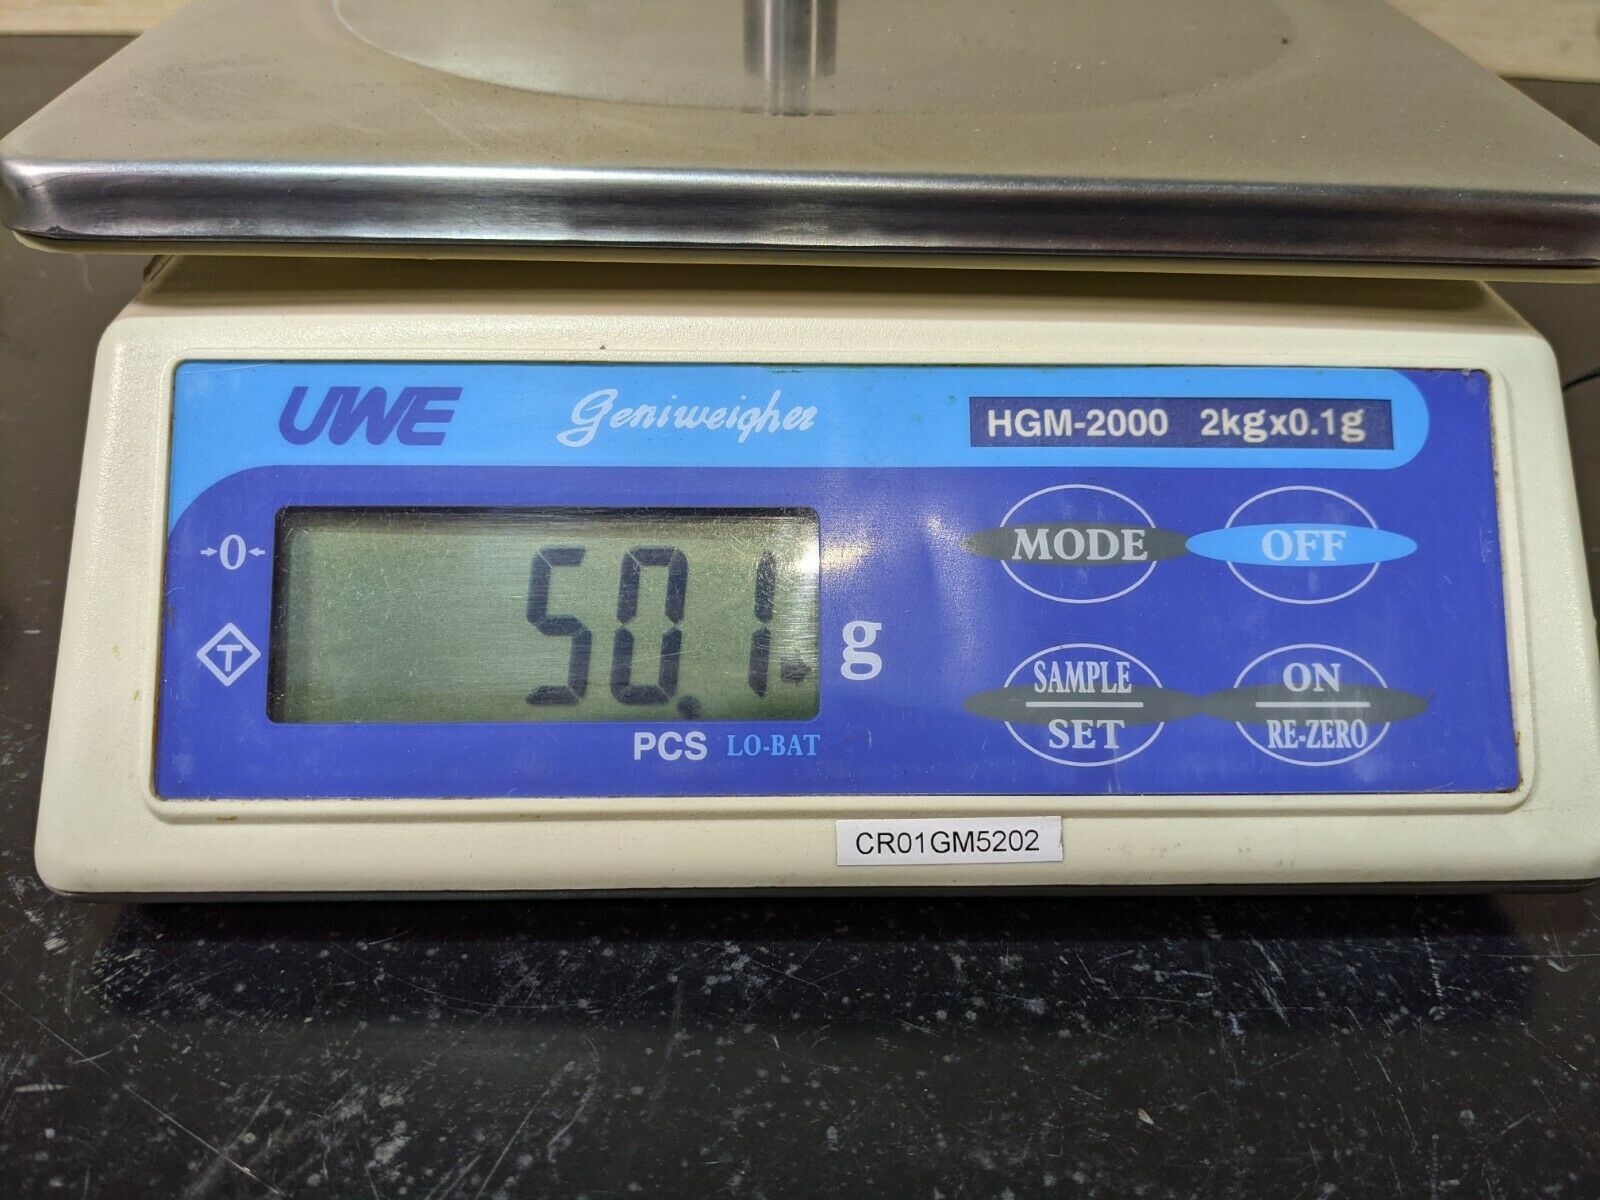 UWE Geniweigher HGM-2000 2kgx0.1g
→0← 50.1 g MODE OFF
T SAMPLE SET ON RE-ZERO
PCS LO-BAT
CR01GM5202